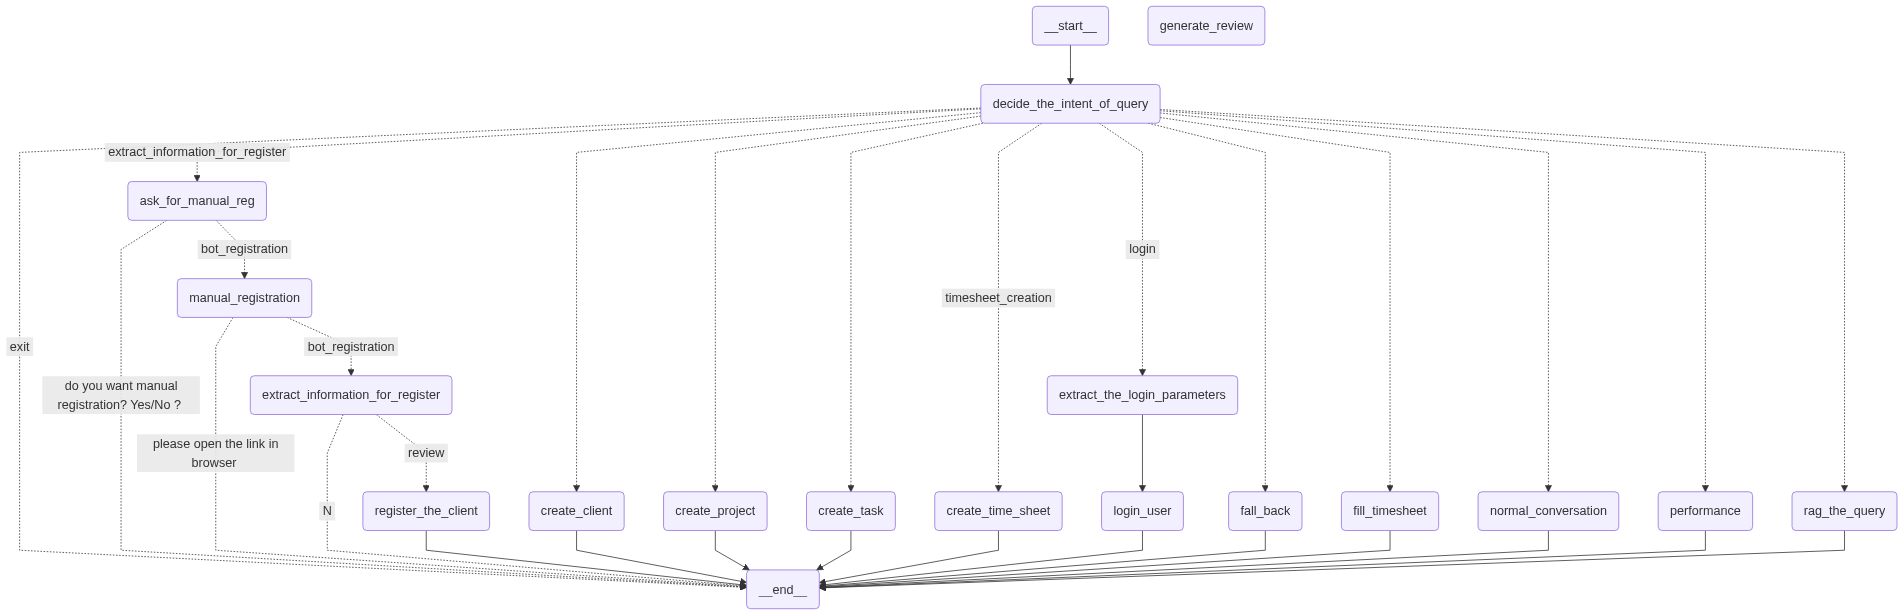 __start__
generate_review
decide_the_intent_of_query
extract_information_for_register
ask_for_manual_reg
bot_registration
login
manual_registration
timesheet_creation
exit
bot_registration
do you want manual
registration? Yes/No ?
extract_information_for_register
extract_the_login_parameters
please open the link in
browser
review
N
register_the_client
create_client
create_project
create_task
create_time_sheet
login_user
fall_back
fill_timesheet
normal_conversation
performance
rag_the_query
__end__